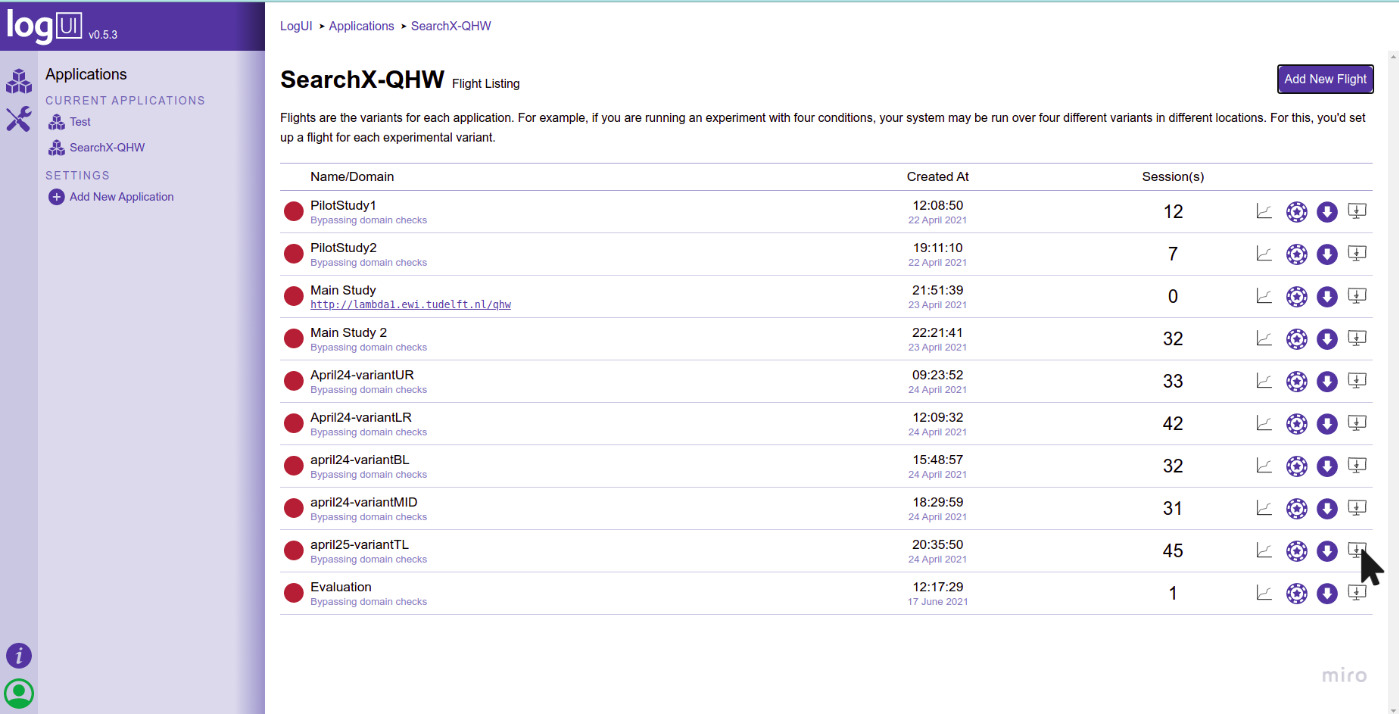 logUI v0.5.3
LogUI ▸ Applications ▸ SearchX-QHW
Applications
CURRENT APPLICATIONS
Test
SearchX-QHW
SETTINGS
Add New Application
SearchX-QHW Flight Listing
Add New Flight
Flights are the variants for each application. For example, if you are running an experiment with four conditions, your system may be run over four different variants in different locations. For this, you'd set
up a flight for each experimental variant.
Name/Domain Created At Session(s)
PilotStudy1 12:08:50 12
Bypassing domain checks 22 April 2021
PilotStudy2 19:11:10 7
Bypassing domain checks 22 April 2021
Main Study 21:51:39 0
http://lambda1.ewi.tudelft.nl/qhw 23 April 2021
Main Study 2 22:21:41 32
Bypassing domain checks 23 April 2021
April24-variantUR 09:23:52 33
Bypassing domain checks 24 April 2021
April24-variantLR 12:09:32 42
Bypassing domain checks 24 April 2021
april24-variantBL 15:48:57 32
Bypassing domain checks 24 April 2021
april24-variantMID 18:29:59 31
Bypassing domain checks 24 April 2021
april25-variantTL 20:35:50 45
Bypassing domain checks 24 April 2021
Evaluation 12:17:29 1
Bypassing domain checks 17 June 2021
i
miro